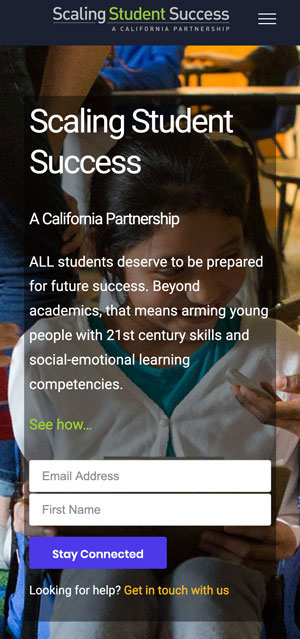 Scaling Student Success
A CALIFORNIA PARTNERSHIP
Scaling Student
Success
A California Partnership
ALL students deserve to be prepared
for future success. Beyond
academics, that means arming young
people with 21st century skills and
social-emotional learning
competencies.
See how...
Email Address
First Name
Stay Connected
Looking for help? Get in touch with us